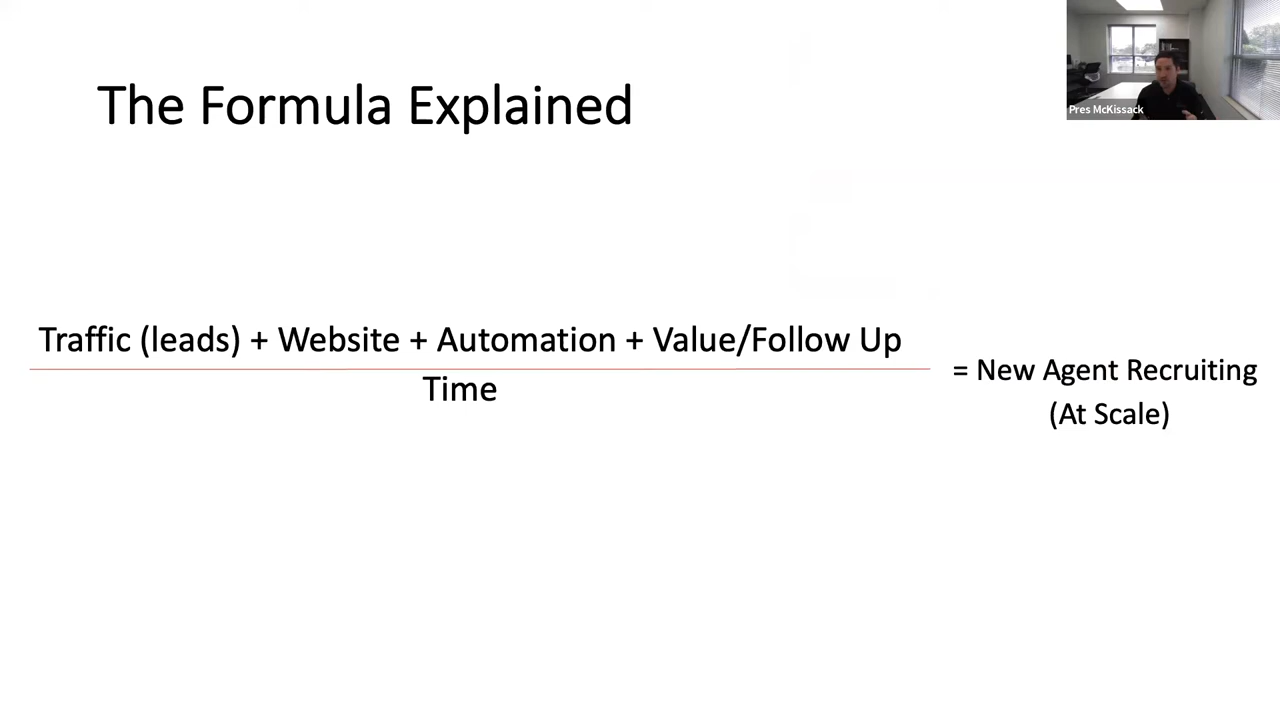 The Formula Explained
Pres McKissack
Traffic (leads) + Website + Automation + Value/Follow Up
Time
= New Agent Recruiting
(At Scale)